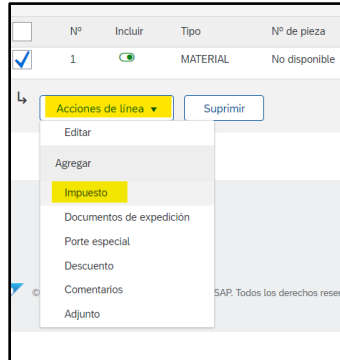 Nº Incluir Tipo Nº de pieza
1 MATERIAL No disponible
Acciones de línea ▼ Suprimir
Editar
Agregar
Impuesto
Documentos de expedición
Porte especial
Descuento
Comentarios
Adjunto
© SAP. Todos los derechos reser